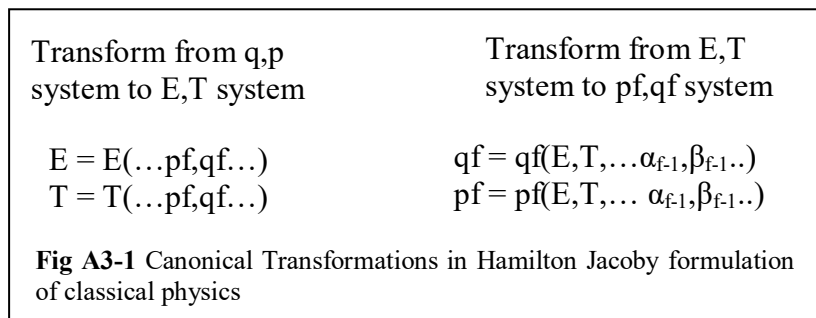 Transform from q,p
system to E,T system
E = E(…pf,qf…)
T = T(…pf,qf…)
Transform from E,T
system to pf,qf system
qf = qf(E,T,…αf-1,βf-1..)
pf = pf(E,T,… αf-1,βf-1..)
Fig A3-1 Canonical Transformations in Hamilton Jacoby formulation
of classical physics